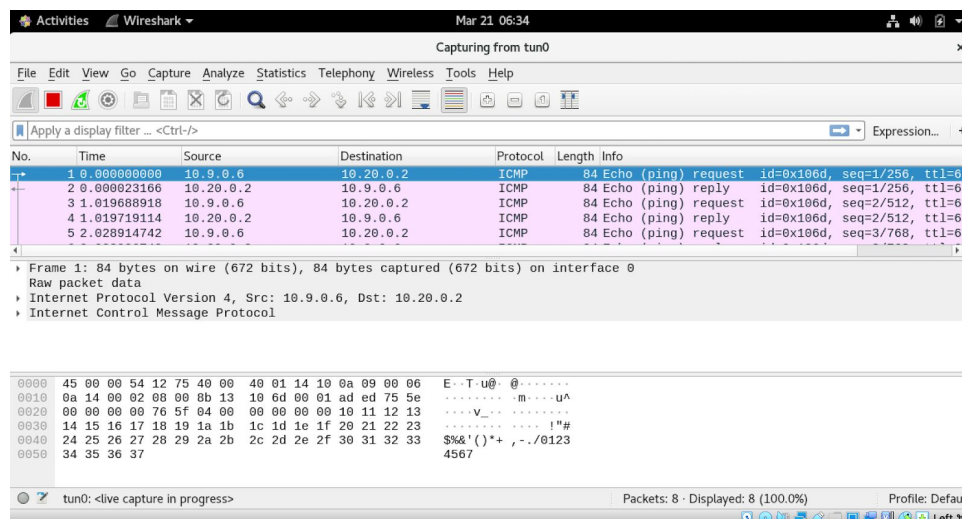 Activities Wireshark Mar 21 06:34
Capturing from tun0
File Edit View Go Capture Analyze Statistics Telephony Wireless Tools Help
Apply a display filter ... <Ctrl-/> Expression...
No. Time Source Destination Protocol Length Info
1 0.000000000 10.9.0.6 10.20.0.2 ICMP 84 Echo (ping) request id=0x106d, seq=1/256, ttl=6
2 0.000023166 10.20.0.2 10.9.0.6 ICMP 84 Echo (ping) reply id=0x106d, seq=1/256, ttl=6
3 1.019688918 10.9.0.6 10.20.0.2 ICMP 84 Echo (ping) request id=0x106d, seq=2/512, ttl=6
4 1.019719114 10.20.0.2 10.9.0.6 ICMP 84 Echo (ping) reply id=0x106d, seq=2/512, ttl=6
5 2.028914742 10.9.0.6 10.20.0.2 ICMP 84 Echo (ping) request id=0x106d, seq=3/768, ttl=6
Frame 1: 84 bytes on wire (672 bits), 84 bytes captured (672 bits) on interface 0
Raw packet data
Internet Protocol Version 4, Src: 10.9.0.6, Dst: 10.20.0.2
Internet Control Message Protocol
0000 45 00 00 54 12 75 40 00 40 01 14 10 0a 09 00 06 E··T·u@· @·······
0010 0a 14 00 02 08 00 8b 13 10 6d 00 01 ad ed 75 5e ········ ·m····u^
0020 00 00 00 00 76 5f 04 00 00 00 00 00 10 11 12 13 ····v_·· ········
0030 14 15 16 17 18 19 1a 1b 1c 1d 1e 1f 20 21 22 23 ········ ···· !"#
0040 24 25 26 27 28 29 2a 2b 2c 2d 2e 2f 30 31 32 33 $%&'()*+ ,-./0123
0050 34 35 36 37 4567
tun0: <live capture in progress> Packets: 8 · Displayed: 8 (100.0%) Profile: Defau
Left